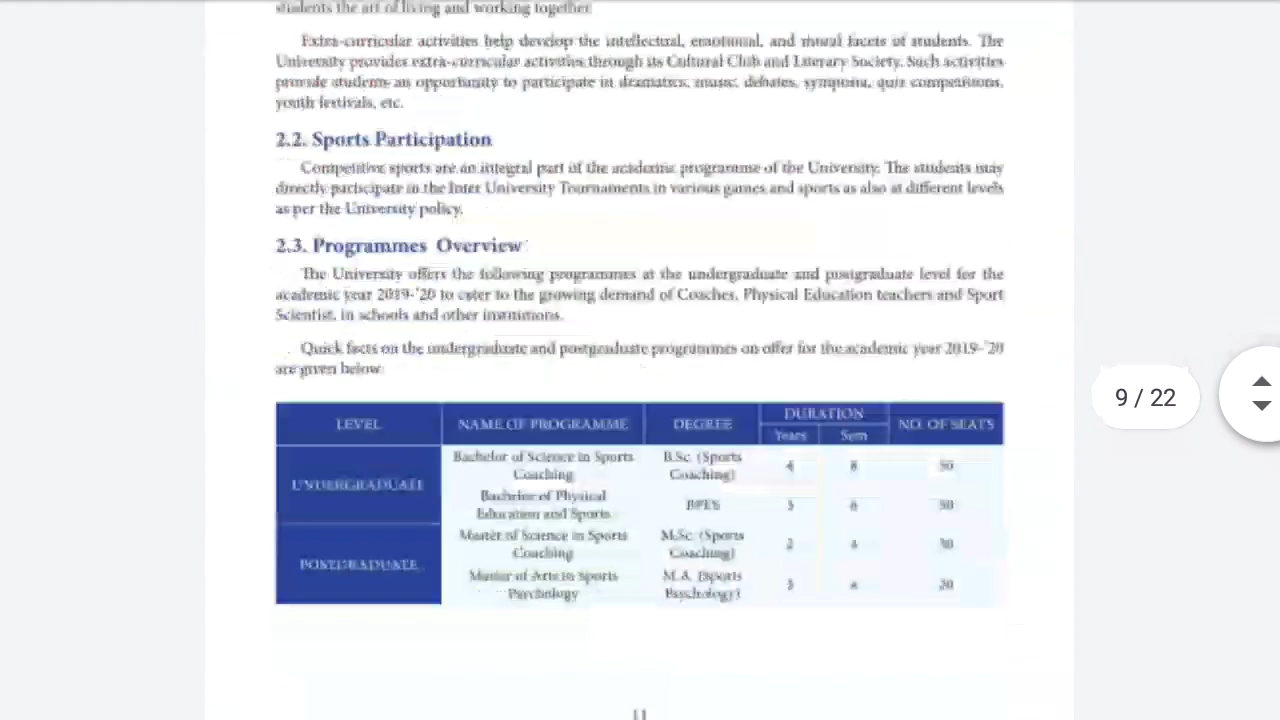 students the art of living and working together
Extra-curricular activities help develop the intellectual, emotional, and moral facets of students. The
University provides extra-curricular activities through its Cultural Club and Literary Society. Such activities
provide students an opportunity to participate in dramatics, music, debates, symposia, quiz competitions,
youth festivals, etc.
2.2. Sports Participation
Competitive sports are an integral part of the academic programme of the University. The students may
directly participate in the Inter University Tournaments in various games and sports as also at different levels
as per the University policy.
2.3. Programmes Overview
The University offers the following programmes at the undergraduate and postgraduate level for the
academic year 2019-'20 to cater to the growing demand of Coaches, Physical Education teachers and Sport
Scientist, in schools and other institutions.
Quick facts on the undergraduate and postgraduate programmes on offer for the academic year 2019-'20
are given below
9 / 22
LEVEL NAME OF PROGRAMME DEGREE DURATION NO. OF SEATS
Years Sem
UNDERGRADUATE
Bachelor of Science in Sports
Coaching
B.Sc. (Sports
Coaching)
4 8 50
Bachelor of Physical
Education and Sports
BPES
3 6 50
POSTGRADUATE
Master of Science in Sports
Coaching
M.Sc. (Sports
Coaching)
2 4
Master of Arts in Sports
Psychology
M.A. (Sports
Psychology)
11